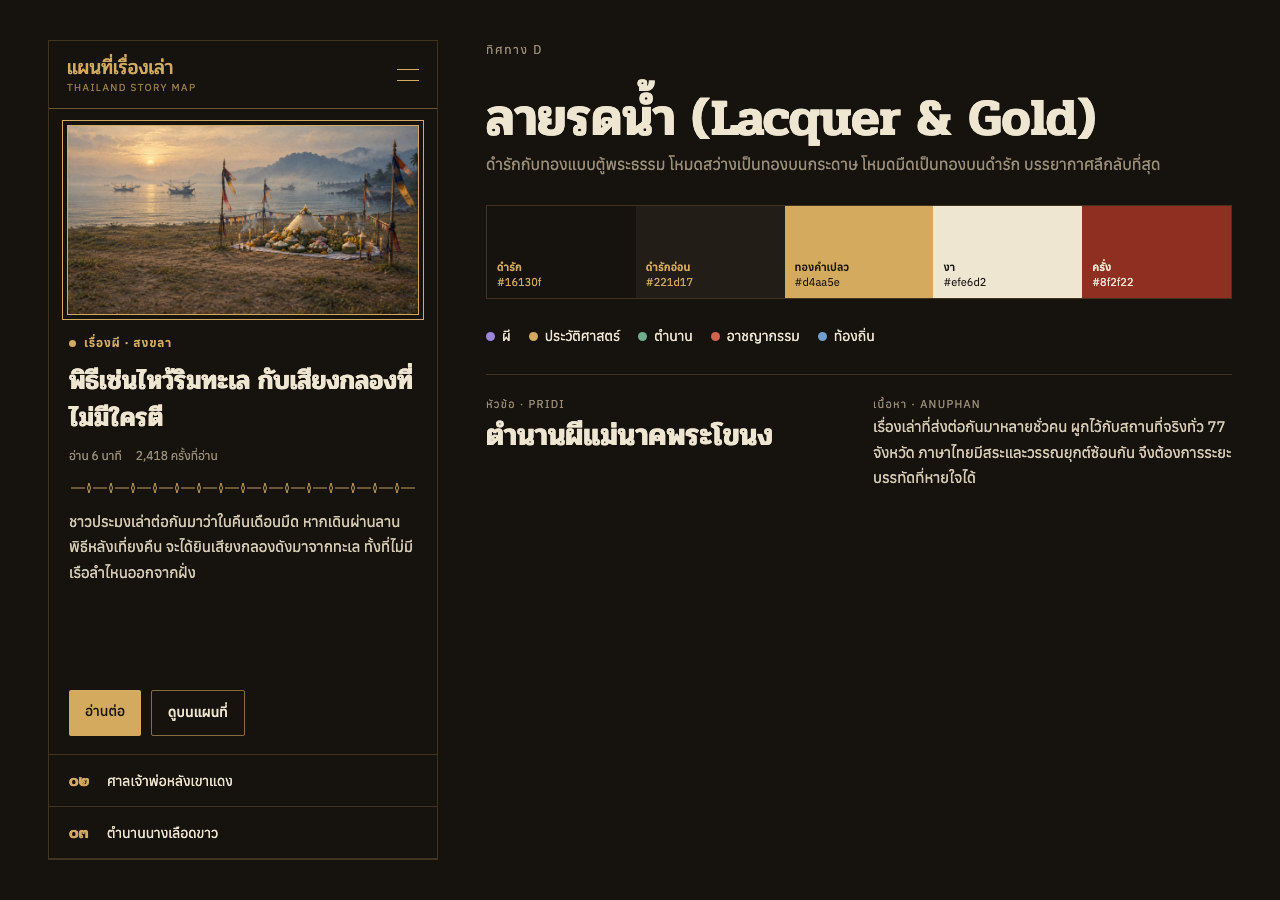 แผนที่เรื่องเล่า
THAILAND STORY MAP
เรื่องผี · สงขลา
พิธีเซ่นไหว้ริมทะเล กับเสียงกลองที่
ไม่มีใครตี
อ่าน 6 นาที 2,418 ครั้งที่อ่าน
ชาวประมงเล่าต่อกันมาว่าในคืนเดือนมืด หากเดินผ่านลาน
พิธีหลังเที่ยงคืน จะได้ยินเสียงกลองดังมาจากทะเล ทั้งที่ไม่มี
เรือลำไหนออกจากฝั่ง
อ่านต่อ
ดูบนแผนที่
๐๒ ศาลเจ้าพ่อหลังเขาแดง
๐๓ ตำนานนางเลือดขาว
ทิศทาง D
ลายรดน้ำ (Lacquer & Gold)
ดำรักกับทองแบบตู้พระธรรม โหมดสว่างเป็นทองบนกระดาษ โหมดมืดเป็นทองบนดำรัก บรรยากาศลึกลับที่สุด
ดำรัก
#16130f
ดำรักอ่อน
#221d17
ทองคำเปลว
#d4aa5e
งา
#efe6d2
ครั่ง
#8f2f22
ผี
ประวัติศาสตร์
ตำนาน
อาชญากรรม
ท้องถิ่น
หัวข้อ · PRIDI
ตำนานผีแม่นาคพระโขนง
เนื้อหา · ANUPHAN
เรื่องเล่าที่ส่งต่อกันมาหลายชั่วคน ผูกไว้กับสถานที่จริงทั่ว 77
จังหวัด ภาษาไทยมีสระและวรรณยุกต์ซ้อนกัน จึงต้องการระยะ
บรรทัดที่หายใจได้